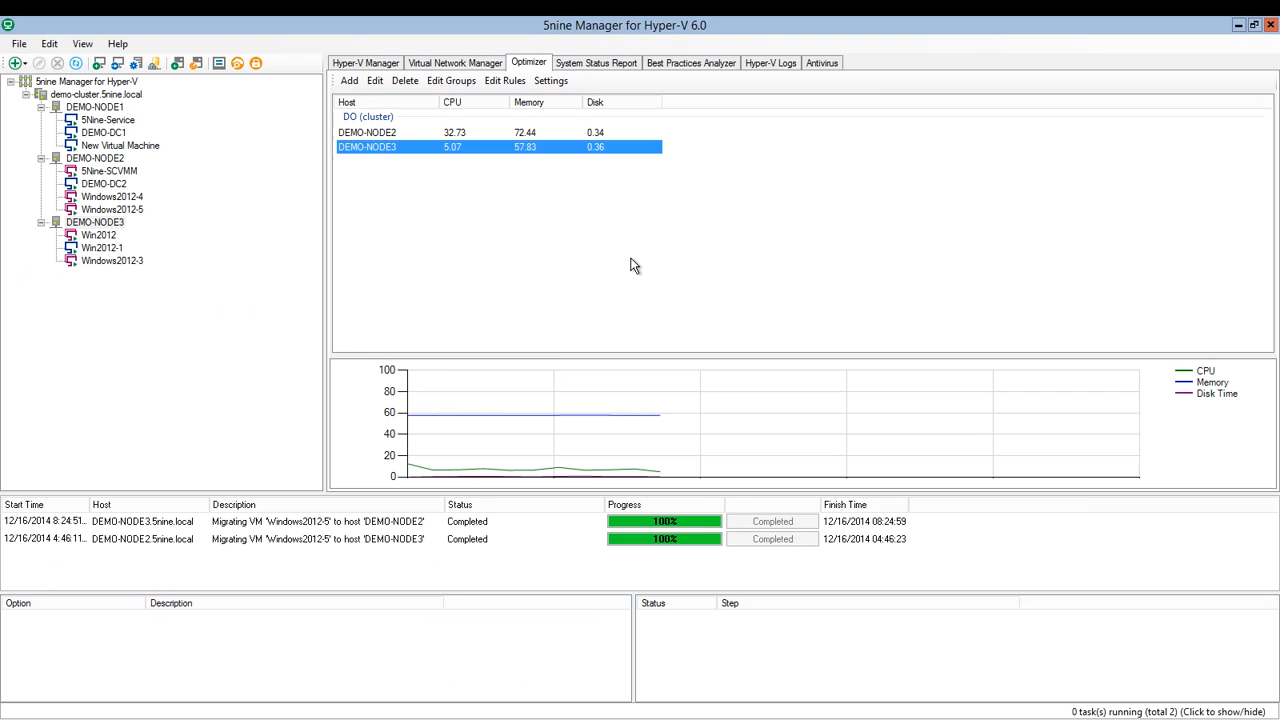 5nine Manager for Hyper-V 6.0
File Edit View Help
Hyper-V Manager Virtual Network Manager Optimizer System Status Report Best Practices Analyzer Hyper-V Logs Antivirus
Add Edit Delete Edit Groups Edit Rules Settings
5nine Manager for Hyper-V
demo-cluster.5nine.local
DEMO-NODE1
5Nine-Service
DEMO-DC1
New Virtual Machine
DEMO-NODE2
5Nine-SCVMM
DEMO-DC2
Windows2012-4
Windows2012-5
DEMO-NODE3
Win2012
Win2012-1
Windows2012-3
Host CPU Memory Disk
DO (cluster)
DEMO-NODE2 32.73 72.44 0.34
DEMO-NODE3 5.07 57.83 0.36
100
80
60
40
20
0
CPU
Memory
Disk Time
Start Time Host Description Status Progress Finish Time
12/16/2014 8:24:51... DEMO-NODE3.5nine.local Migrating VM 'Windows2012-5' to host 'DEMO-NODE2' Completed 100% Completed 12/16/2014 08:24:59
12/16/2014 4:46:11... DEMO-NODE2.5nine.local Migrating VM 'Windows2012-5' to host 'DEMO-NODE3' Completed 100% Completed 12/16/2014 04:46:23
Option Description
Status Step
0 task(s) running (total 2) (Click to show/hide)